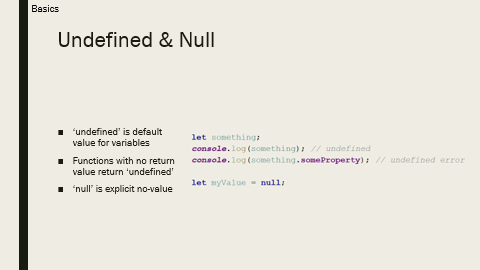 Basics
Undefined & Null
▪ ‘undefined’ is default
value for variables
▪ Functions with no return
value return ‘undefined’
▪ ‘null’ is explicit no-value
let something;
console.log(something); // undefined
console.log(something.someProperty); // undefined error
let myValue = null;